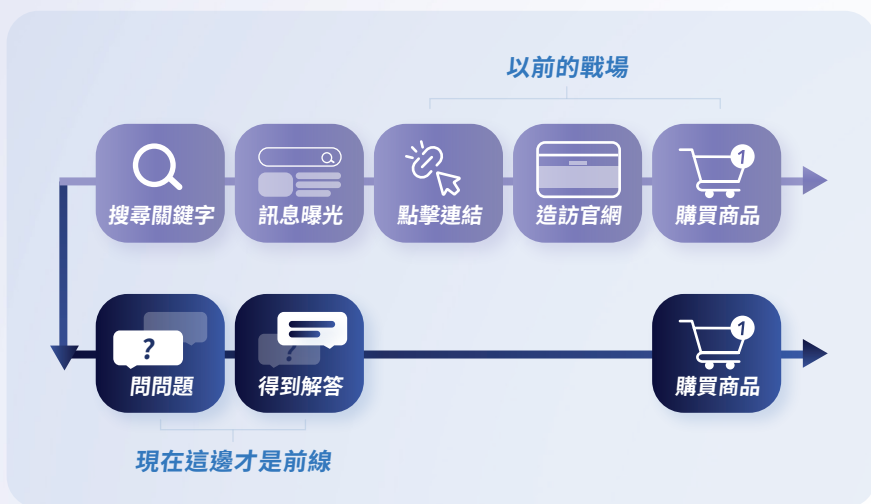 以前的戰場
搜尋關鍵字
訊息曝光
點擊連結
造訪官網
1
購買商品
?
問問題
?
得到解答
1
購買商品
現在這邊才是前線